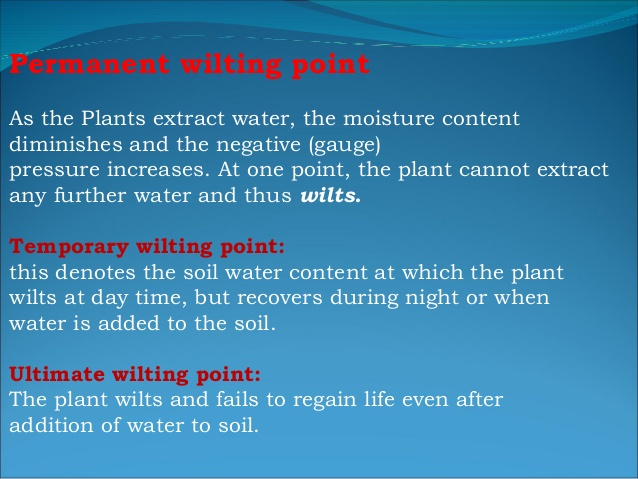 Permanent wilting point
As the Plants extract water, the moisture content
diminishes and the negative (gauge)
pressure increases. At one point, the plant cannot extract
any further water and thus wilts.
Temporary wilting point:
this denotes the soil water content at which the plant
wilts at day time, but recovers during night or when
water is added to the soil.
Ultimate wilting point:
The plant wilts and fails to regain life even after
addition of water to soil.